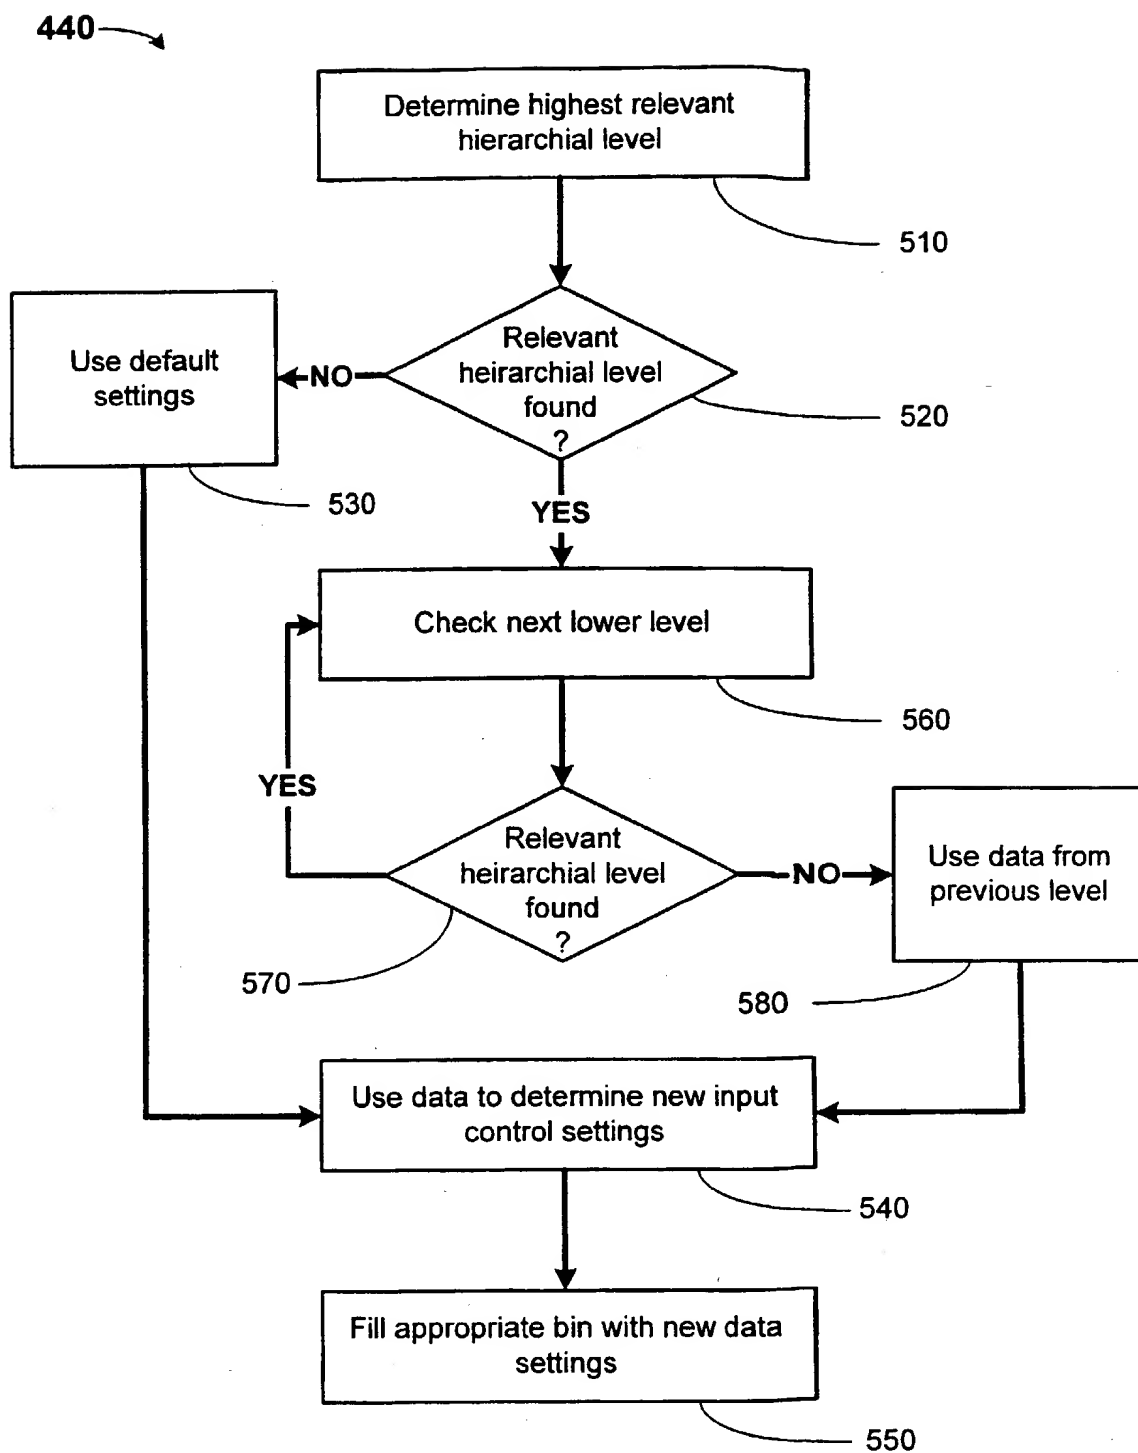 440
Determine highest relevant
hierarchial level
510
Relevant
heirarchial level
found
?
520
NO
Use default
settings
530
YES
Check next lower level
560
YES
Relevant
heirarchial level
found
?
570
NO
Use data from
previous level
580
Use data to determine new input
control settings
540
Fill appropriate bin with new data
settings
550